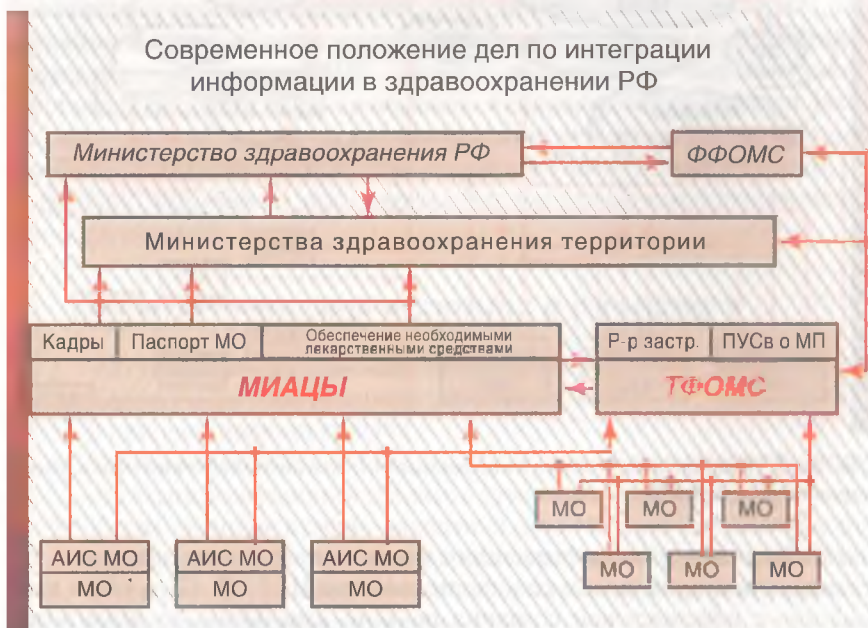 Современное положение дел по интеграции
информации в здравоохранении РФ
Министерство здравоохранения РФ
ФФОМС
Министерства здравоохранения территории
Кадры
Паспорт МО
Обеспечение необходимыми
лекарственными средствами
Р-р застр.
ПУСв о МП
МИАЦЫ
ТФОМС
МО
МО
МО
АИС МО
АИС МО
АИС МО
МО
МО
МО
МО
МО
МО